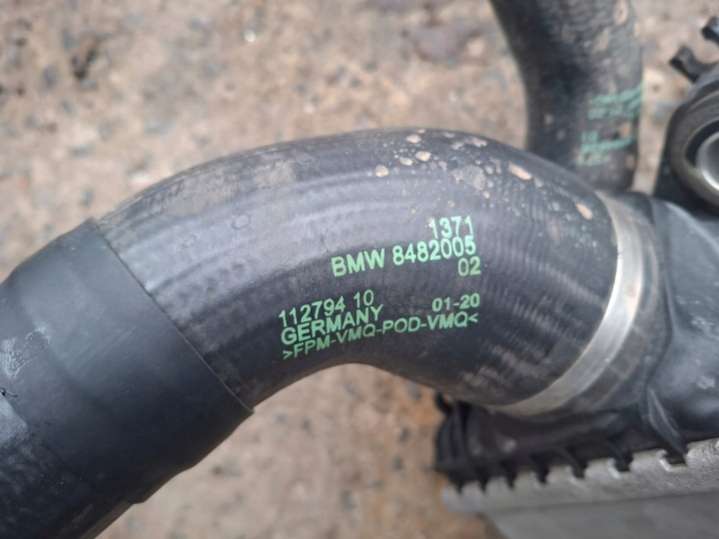 1371
BMW 8482005
02
112794 10 01-20
GERMANY
>FPM-VMQ-POD-VMQ<